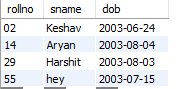 rollno sname dob
02 Keshav 2003-06-24
14 Aryan 2003-08-04
29 Harshit 2003-08-03
55 hey 2003-07-15